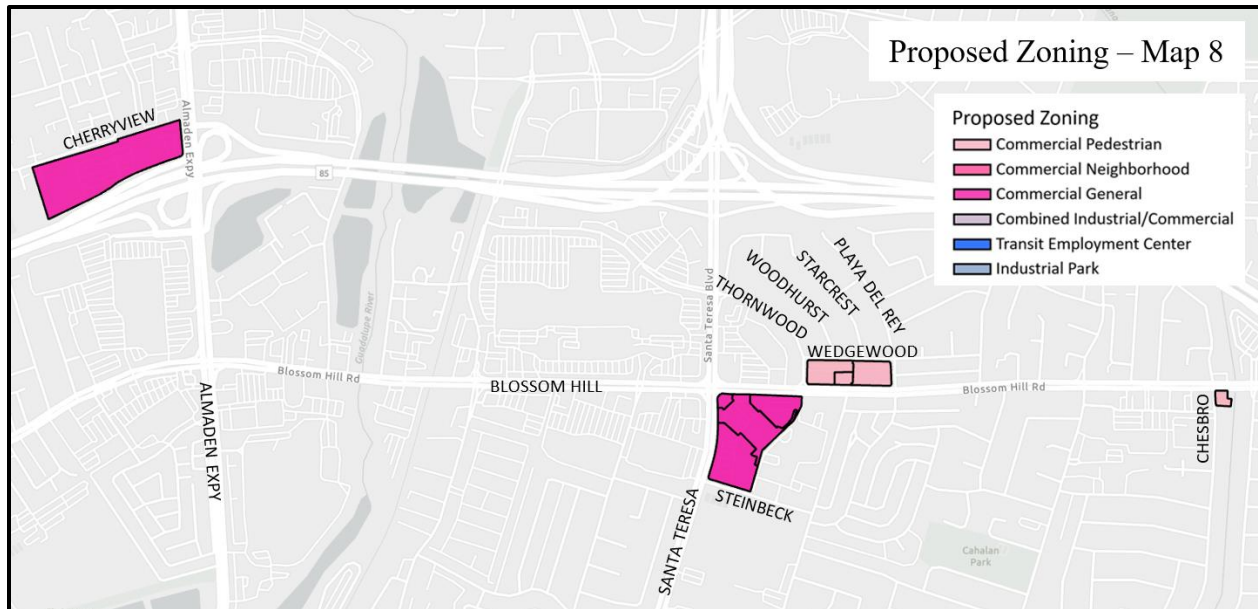 Proposed Zoning – Map 8
Proposed Zoning
Commercial Pedestrian
Commercial Neighborhood
Commercial General
Combined Industrial/Commercial
Transit Employment Center
Industrial Park
CHERRYVIEW
Almaden Expy
85
Guadalupe River
Santa Teresa Blvd
THORNWOOD
WOODHURST
STARCREST
PLAYA DEL REY
WEDGEWOOD
Blossom Hill Rd
BLOSSOM HILL
Blossom Hill Rd
ALMADEN EXPY
SANTA TERESA
STEINBECK
CHESBRO
Cahalan
Park